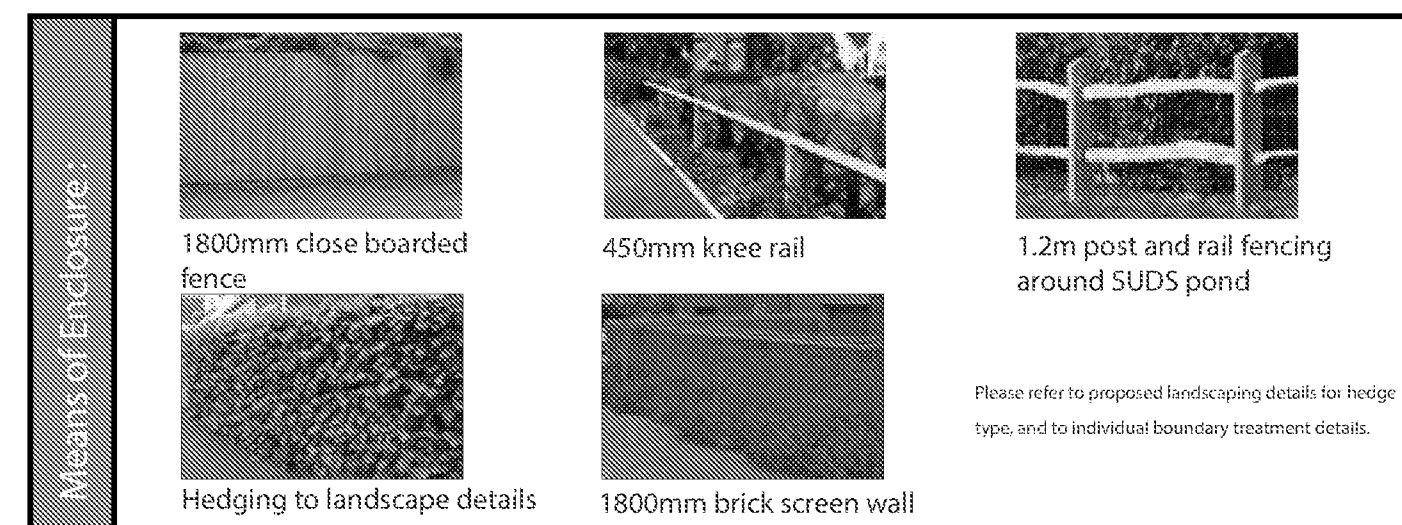 Means of Enclosure
1800mm close boarded
fence
450mm knee rail
1.2m post and rail fencing
around SUDS pond
Hedging to landscape details
1800mm brick screen wall
Please refer to proposed landscaping details for hedge
type, and to individual boundary treatment details.